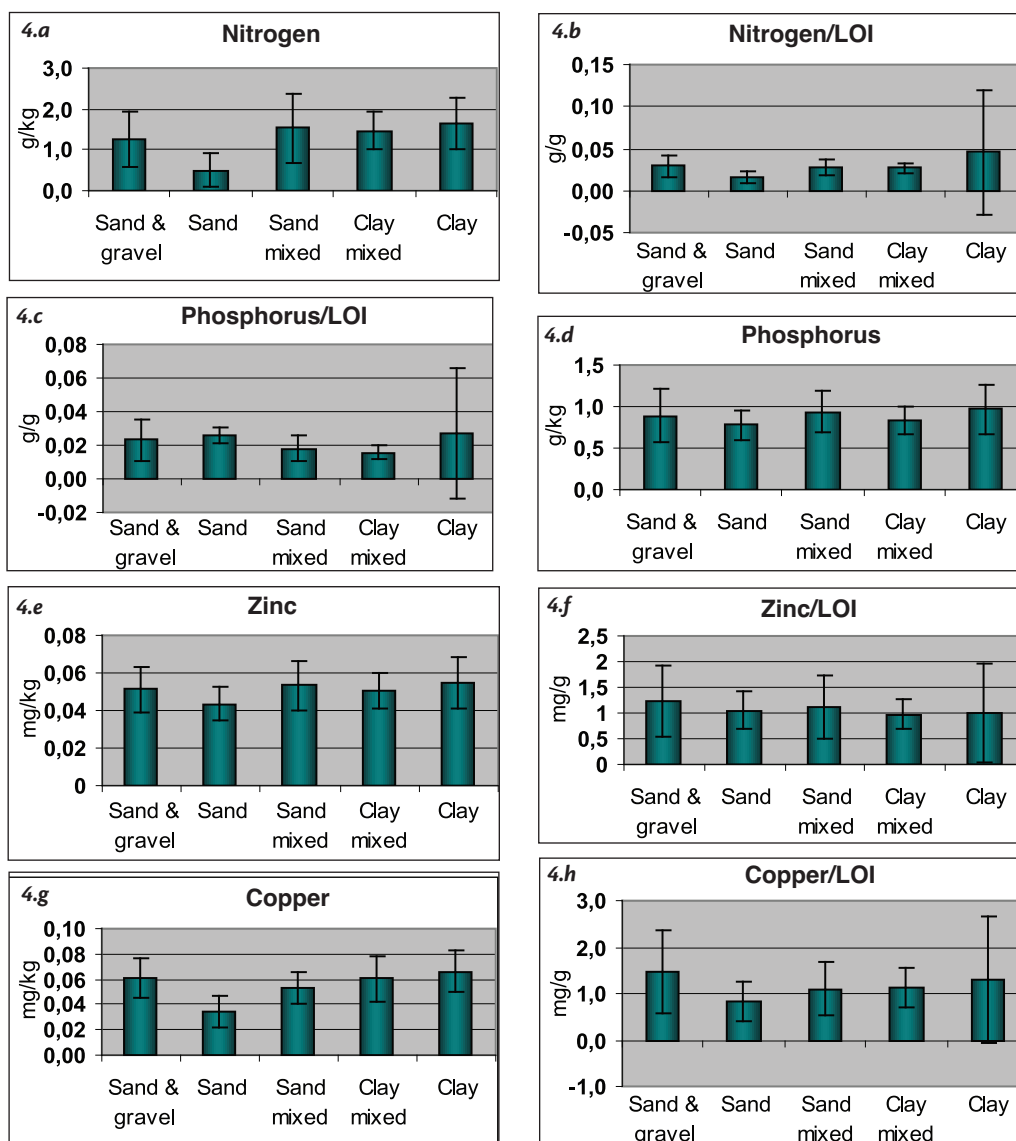 4.a
Nitrogen
g/kg
3,0
2,0
1,0
0,0
Sand & gravel
Sand
Sand mixed
Clay mixed
Clay
4.b
Nitrogen/LOI
g/g
0,15
0,10
0,05
0,00
-0,05
Sand & gravel
Sand
Sand mixed
Clay mixed
Clay
4.c
Phosphorus/LOI
g/g
0,08
0,06
0,04
0,02
0,00
-0,02
Sand & gravel
Sand
Sand mixed
Clay mixed
Clay
4.d
Phosphorus
g/kg
1,5
1,0
0,5
0,0
Sand & gravel
Sand
Sand mixed
Clay mixed
Clay
4.e
Zinc
mg/kg
0,08
0,06
0,04
0,02
0
Sand & gravel
Sand
Sand mixed
Clay mixed
Clay
4.f
Zinc/LOI
mg/g
2,5
2
1,5
1
0,5
0
Sand & gravel
Sand
Sand mixed
Clay mixed
Clay
4.g
Copper
mg/kg
0,10
0,08
0,06
0,04
0,02
0,00
Sand & gravel
Sand
Sand mixed
Clay mixed
Clay
4.h
Copper/LOI
mg/g
3,0
2,0
1,0
0,0
-1,0
Sand & gravel
Sand
Sand mixed
Clay mixed
Clay